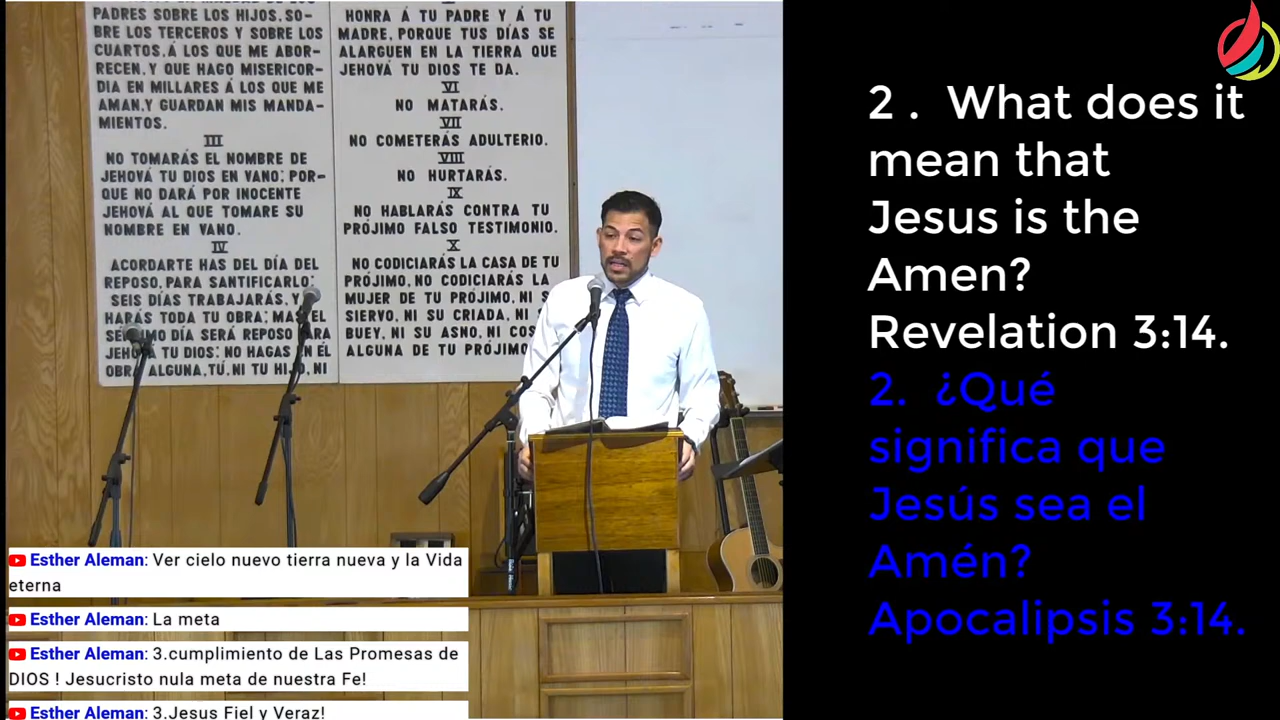 PADRES SOBRE LOS HIJOS, SO-
BRE LOS TERCEROS Y SOBRE LOS
CUARTOS, Á LOS QUE ME ABOR-
RECEN, Y QUE HAGO MISERICOR-
DIA EN MILLARES Á LOS QUE ME
AMAN, Y GUARDAN MIS MANDA-
MIENTOS.
III
NO TOMARÁS EL NOMBRE DE
JEHOVÁ TU DIOS EN VANO; POR-
QUE NO DARÁ POR INOCENTE
JEHOVÁ AL QUE TOMARE SU
NOMBRE EN VANO.
IV
ACORDARTE HAS DEL DÍA DEL
REPOSO, PARA SANTIFICARLO:
SEIS DÍAS TRABAJARÁS, Y
HARÁS TODA TU OBRA; MAS EL
DÍA SERÁ REPOSO PARA
TU DIOS: NO HAGAS EN EL
OBRA ALGUNA, TÚ, NI TU HIJO, NI
HONRA Á TU PADRE Y Á TU
MADRE, PORQUE TUS DÍAS SE
ALARGUEN EN LA TIERRA QUE
JEHOVÁ TU DIOS TE DA.
VI
NO MATARÁS.
VII
NO COMETERÁS ADULTERIO.
VIII
NO HURTARÁS.
IX
NO HABLARÁS CONTRA TU
PRÓJIMO FALSO TESTIMONIO.
X
NO CODICIARÁS LA CASA DE TU
PRÓJIMO, NO CODICIARÁS LA
MUJER DE TU PRÓJIMO, NI
SIERVO, NI SU CRIADA, NI
BUEY, NI SU ASNO, NI
ALGUNA DE TU PRÓJIMO
Esther Aleman: Ver cielo nuevo tierra nueva y la Vida
eterna
Esther Aleman: La meta
Esther Aleman: 3.cumplimiento de Las Promesas de
DIOS ! Jesucristo nula meta de nuestra Fe!
Esther Aleman: 3.Jesus Fiel y Veraz!
2 . What does it
mean that
Jesus is the
Amen?
Revelation 3:14.
2. ¿Qué
significa que
Jesús sea el
Amén?
Apocalipsis 3:14.